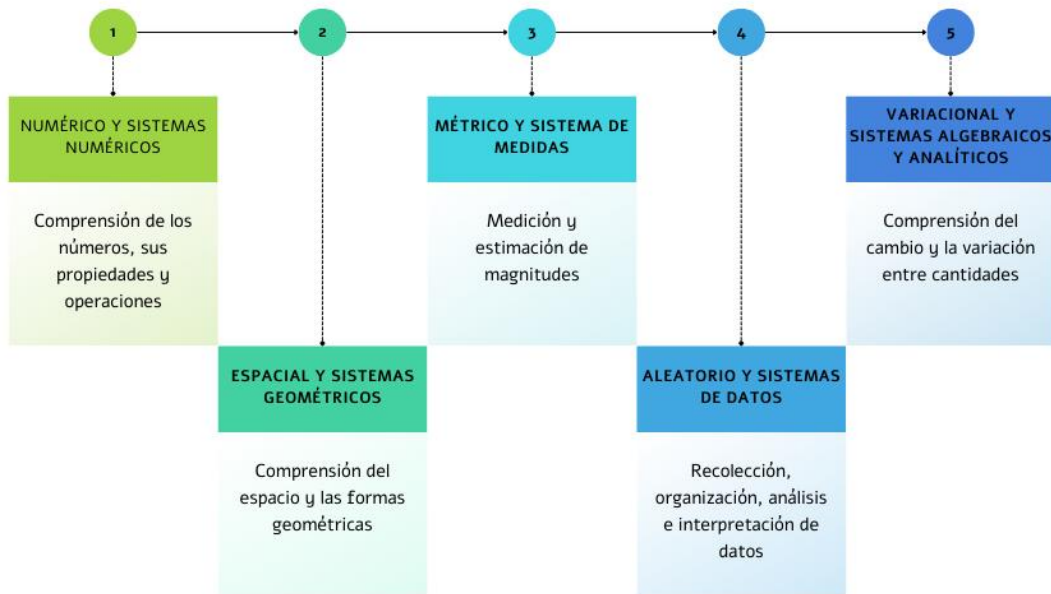 1
2
3
4
5
NUMÉRICO Y SISTEMAS
NUMÉRICOS
Comprensión de los
números, sus
propiedades y
operaciones
ESPACIAL Y SISTEMAS
GEOMÉTRICOS
Comprensión del
espacio y las formas
geométricas
MÉTRICO Y SISTEMA DE
MEDIDAS
Medición y
estimación de
magnitudes
ALEATORIO Y SISTEMAS
DE DATOS
Recolección,
organización, análisis
e interpretación de
datos
VARIACIONAL Y
SISTEMAS ALGEBRAICOS
Y ANALÍTICOS
Comprensión del
cambio y la variación
entre cantidades